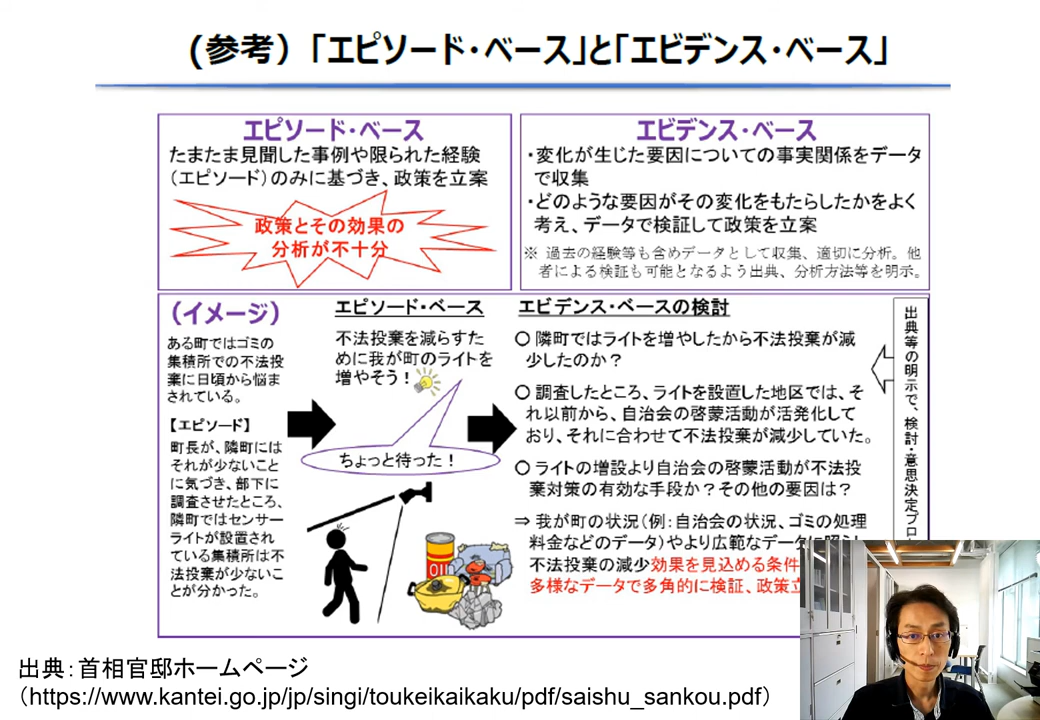 (参考)「エピソード・ベース」と「エビデンス・ベース」
エピソード・ベース
たまたま見聞した事例や限られた経験
(エピソード)のみに基づき、政策を立案
政策とその効果の
分析が不十分
エビデンス・ベース
・変化が生じた要因についての事実関係をデータ
で収集
・どのような要因がその変化をもたらしたかをよく
考え、データで検証して政策を立案
※ 過去の経験等も含めデータとして収集、適切に分析。他
者による検証も可能となるよう出典、分析方法等を明示。
(イメージ)
ある町ではゴミの
集積所での不法投
棄に日頃から悩ま
されている。
【エピソード】
町長が、隣町には
それが少ないこと
に気づき、部下に
調査させたところ、
隣町ではセンサー
ライトが設置され
ている集積所は不
法投棄が少ないこ
とが分かった。
エピソード・ベース
不法投棄を減らすた
めに我が町のライトを
増やそう！
ちょっと待った！
OIL
エビデンス・ベースの検討
○ 隣町ではライトを増やしたから不法投棄が減
少したのか？
○ 調査したところ、ライトを設置した地区では、そ
れ以前から、自治会の啓蒙活動が活発化して
おり、それに合わせて不法投棄が減少していた。
○ ライトの増設より自治会の啓蒙活動が不法投
棄対策の有効な手段か？その他の要因は？
⇒ 我が町の状況(例：自治会の状況、ゴミの処理
料金などのデータ)やより広範なデータに照らし
不法投棄の減少効果を見込める条件
多様なデータで多角的に検証、政策立
出典等の明示で、検討・意思決定プロ
出典：首相官邸ホームページ
(https://www.kantei.go.jp/jp/singi/toukeikaikaku/pdf/saishu_sankou.pdf)